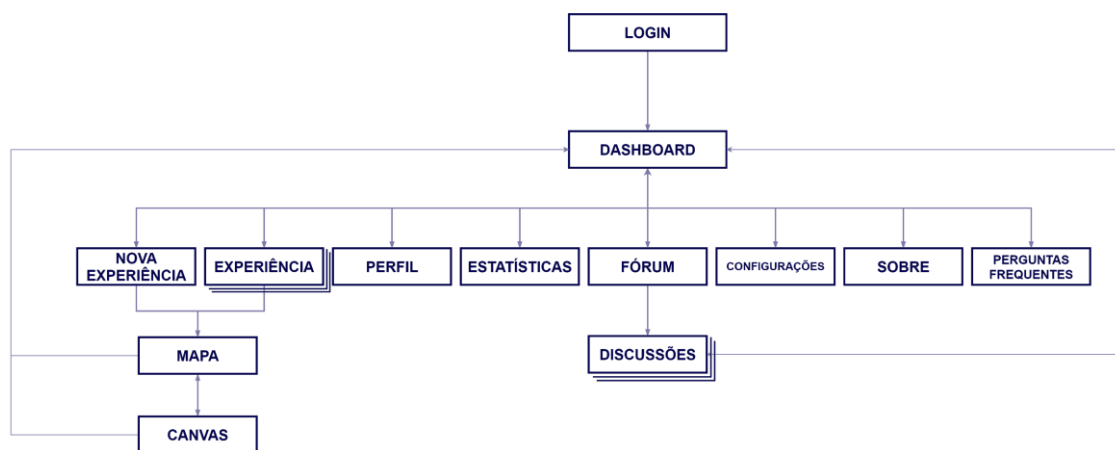 LOGIN
DASHBOARD
NOVA
EXPERIÊNCIA
EXPERIÊNCIA
PERFIL
ESTATÍSTICAS
FÓRUM
CONFIGURAÇÕES
SOBRE
PERGUNTAS
FREQUENTES
MAPA
DISCUSSÕES
CANVAS